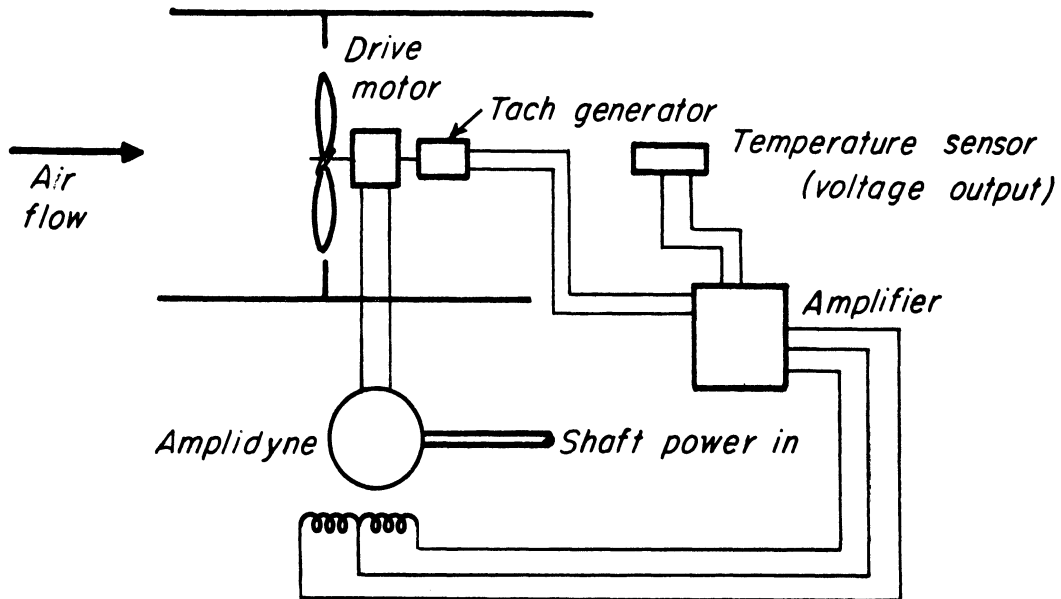 Drive
motor
Tach generator
Temperature sensor
(voltage output)
Air
flow
Amplifier
Amplidyne
Shaft power in